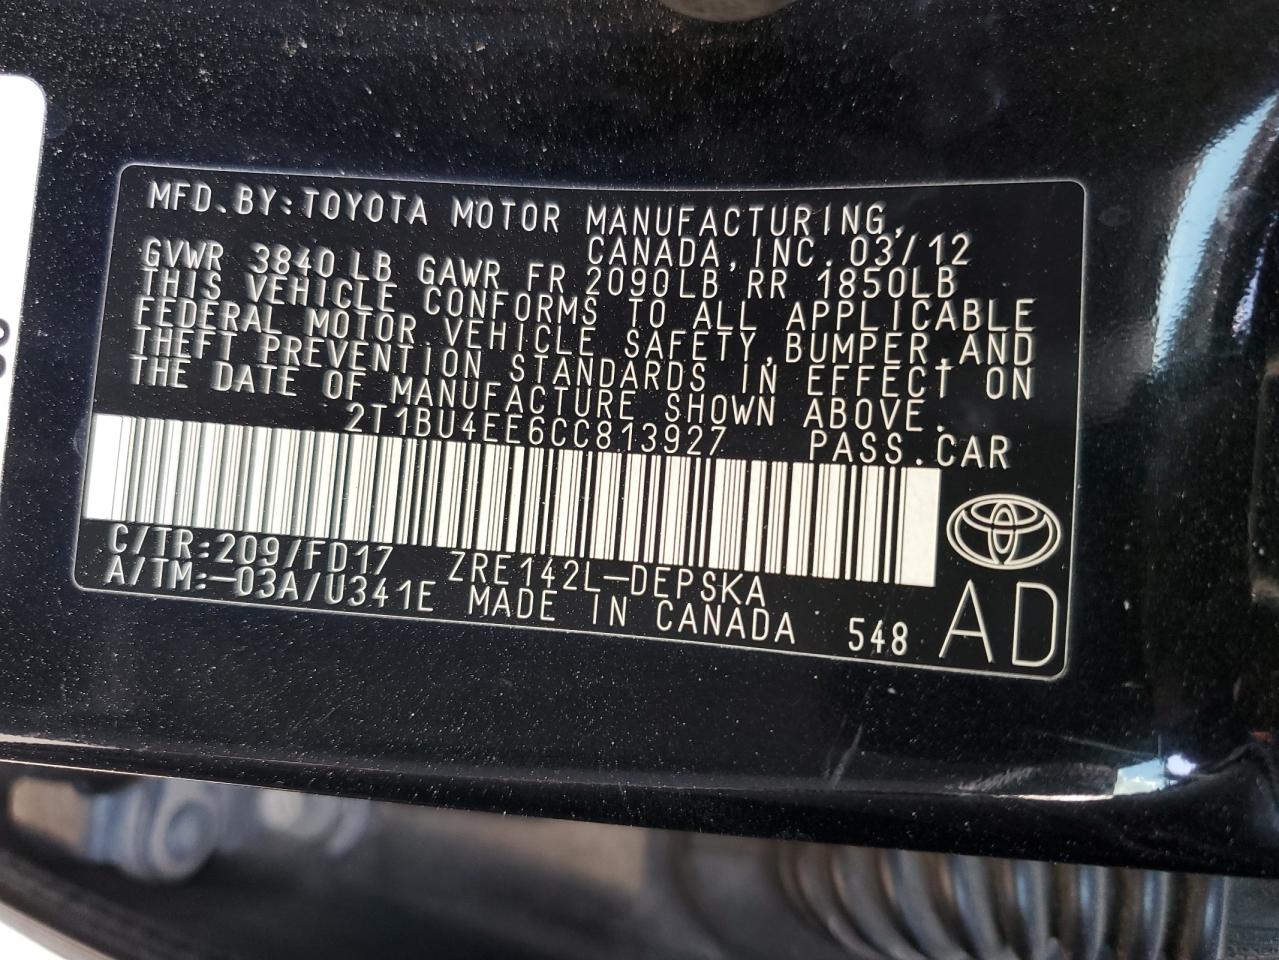 MFD.BY:TOYOTA MOTOR MANUFACTURING,
CANADA,INC. 03/12
GVWR 3840LB GAWR FR 2090LB RR 1850LB
THIS VEHICLE CONFORMS TO ALL APPLICABLE
FEDERAL MOTOR VEHICLE SAFETY,BUMPER,AND
THEFT PREVENTION STANDARDS IN EFFECT ON
THE DATE OF MANUFACTURE SHOWN ABOVE.
2T1BU4EE6CC813927 PASS.CAR
C/TR:209/FD17 ZRE142L-DEPSKA
A/TM:-03A/U341E MADE IN CANADA 548
AD